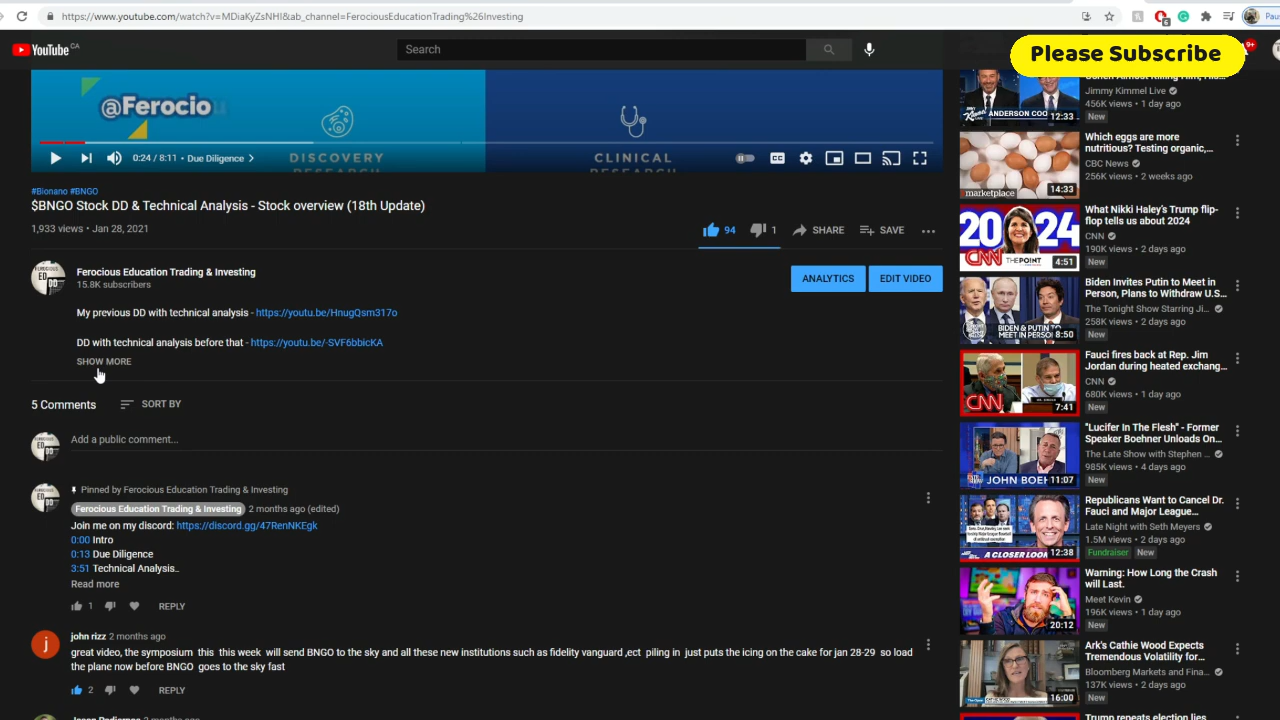 https://www.youtube.com/watch?v=MDiaKyZsNHI&ab_channel=FerociousEducationTrading%26Investing
6
YouTube CA
Search
9+
Please Subscribe
@Ferociou
0:24 / 8:11 • Due Diligence
DISCOVERY
CLINICAL
CC
#Bionano #BNGO
$BNGO Stock DD & Technical Analysis - Stock Overview (18th Update)
1,933 views • Jan 28, 2021
94
1
SHARE
SAVE
Ferocious Education Trading & Investing
15.8K subscribers
ANALYTICS
EDIT VIDEO
My previous DD with technical analysis - https://youtu.be/HnugQsm317o
DD with technical analysis before that - https://youtu.be/-SVF6bbicKA
SHOW MORE
5 Comments
SORT BY
Add a public comment...
Pinned by Ferocious Education Trading & Investing
Ferocious Education Trading & Investing 2 months ago (edited)
Join me on my discord: https://discord.gg/47RenNKEgk
0:00 Intro
0:13 Due Diligence
3:51 Technical Analysis..
Read more
1
REPLY
john rizz 2 months ago
great video, the symposium this this week will send BNGO to the sky and all these new institutions such as fidelity vanguard ,ect piling in just puts the icing on the cake for jan 28-29 so load
the plane now before BNGO goes to the sky fast
2
REPLY
ANDERSON COO
12:33
Jimmy Kimmel Live
456K views • 1 day ago
New
marketplace
14:33
Which eggs are more
nutritious? Testing organic,...
CBC News
256K views • 2 weeks ago
2024
CNN THE POINT
4:51
What Nikki Haley's Trump flip-
flop tells us about 2024
CNN
190K views • 2 days ago
New
BIDEN & PUTIN TO
MEET IN PERSON
8:50
Biden Invites Putin to Meet in
Person, Plans to Withdraw U.S...
The Tonight Show Starring Ji...
258K views • 2 days ago
New
CNN
7:41
Fauci fires back at Rep. Jim
Jordan during heated exchang...
CNN
680K views • 1 day ago
New
JOHN BOEH
11:07
"Lucifer In The Flesh" - Former
Speaker Boehner Unloads On...
The Late Show with Stephen ...
985K views • 4 days ago
New
A CLOSER LOOK
12:38
Republicans Want to Cancel Dr.
Fauci and Major League...
Late Night with Seth Meyers
1.5M views • 2 days ago
Fundraiser New
20:12
Warning: How Long the Crash
will Last.
Meet Kevin
196K views • 1 day ago
New
16:00
Ark's Cathie Wood Expects
Tremendous Volatility for...
Bloomberg Markets and Fina...
137K views • 2 days ago
New
Trump repeats election lies